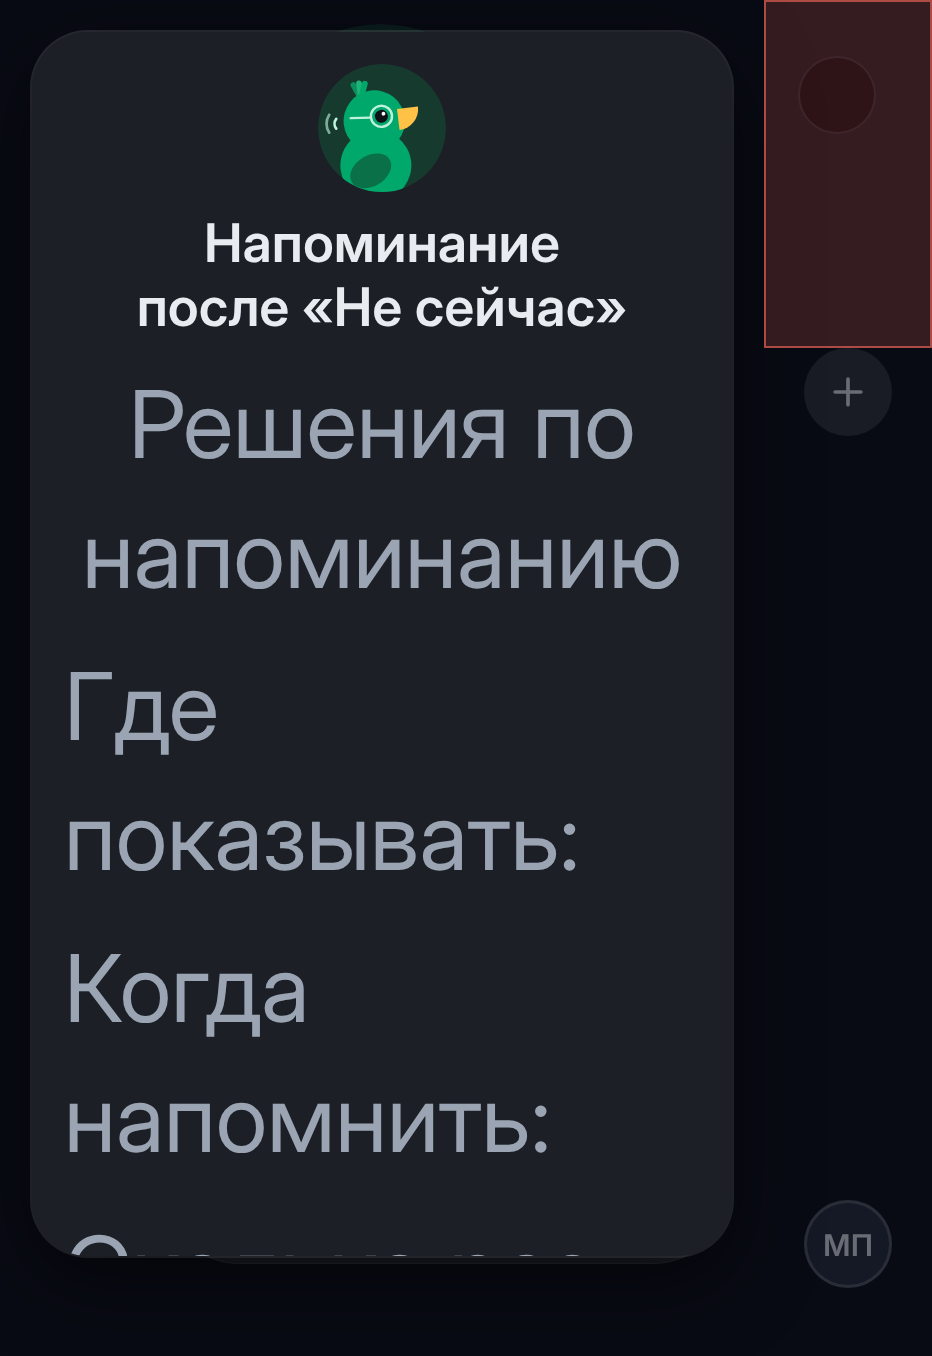 Напоминание
после «Не сейчас»
Решения по
напоминанию
Где
показывать:
Когда
напомнить:
МП